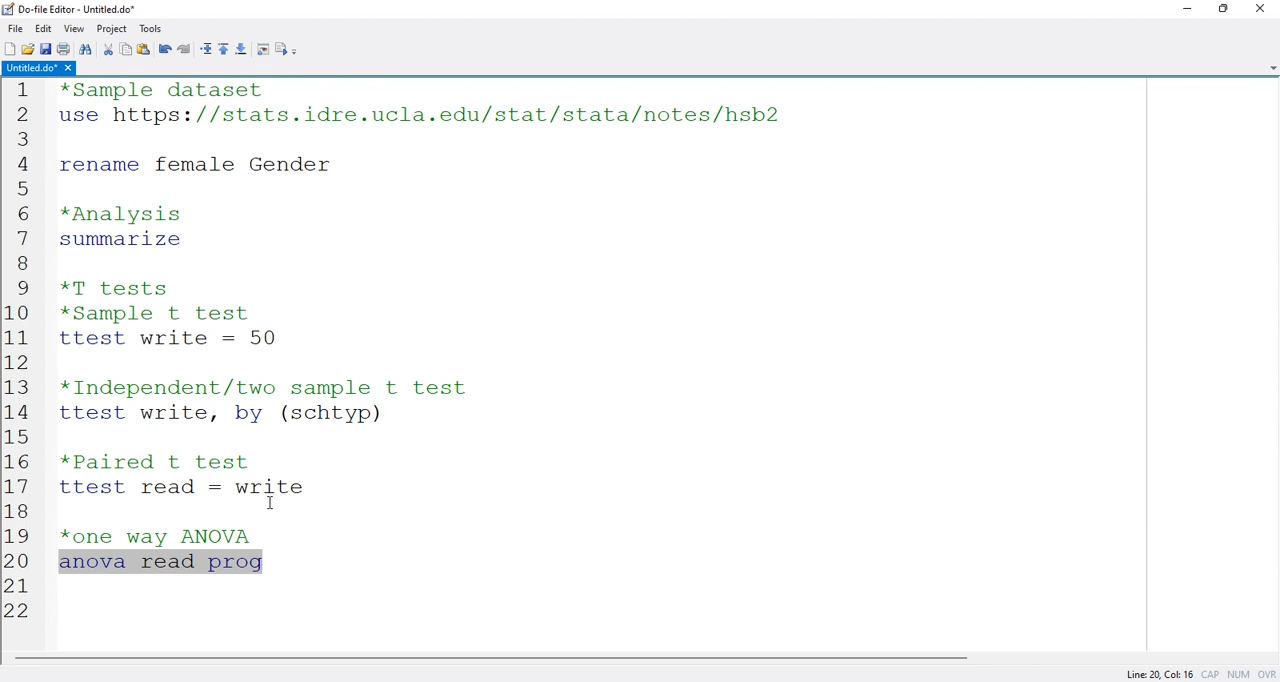 Do-file Editor - Untitled.do*
File Edit View Project Tools
Untitled.do* ×
1 *Sample dataset
2 use https://stats.idre.ucla.edu/stat/stata/notes/hsb2
3
4 rename female Gender
5
6 *Analysis
7 summarize
8
9 *T tests
10 *Sample t test
11 ttest write = 50
12
13 *Independent/two sample t test
14 ttest write, by (schtyp)
15
16 *Paired t test
17 ttest read = write
18
19 *one way ANOVA
20 anova read prog
21
22
Line: 20, Col: 16 CAP NUM OVR